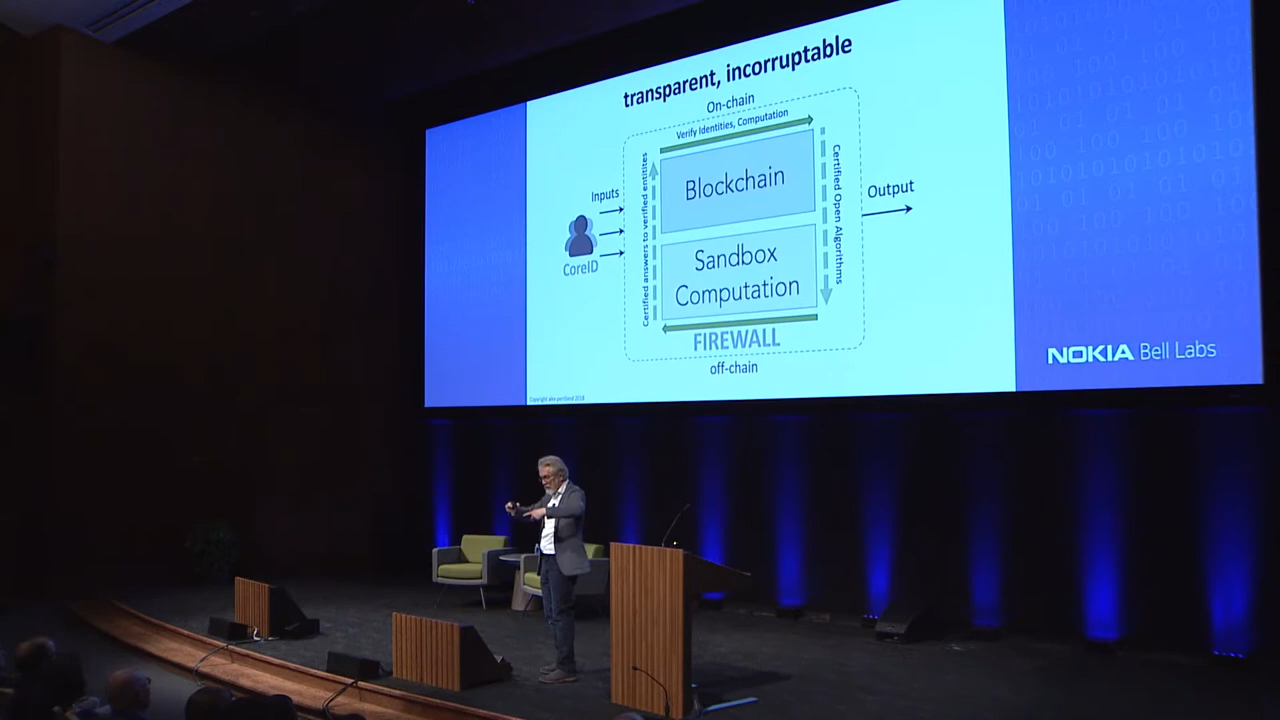 transparent, incorruptable
On-chain
Verify Identities, Computation
Certified answers to verified entitites
Blockchain
Certified Open Algorithms
Inputs
Output
CoreID
Sandbox
Computation
FIREWALL
off-chain
NOKIA Bell Labs